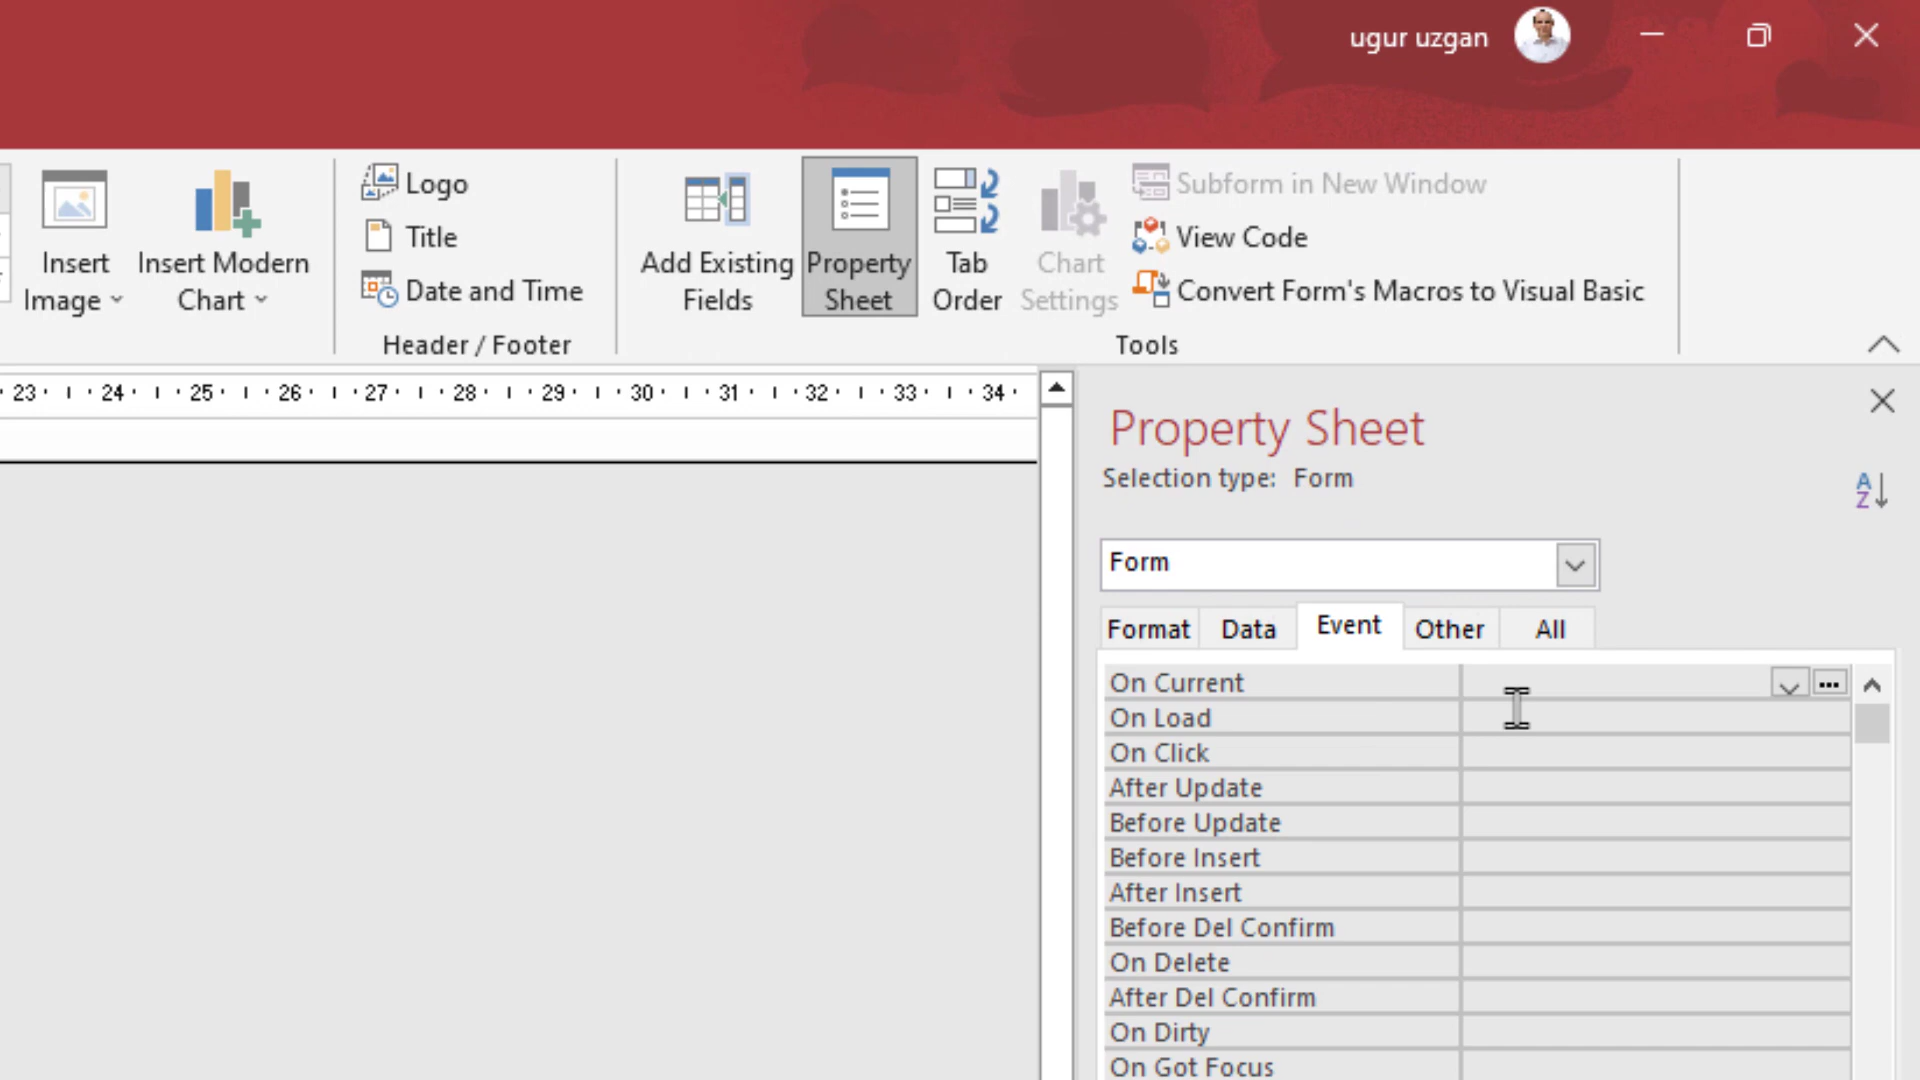 ugur uzgan
Insert
Image
Insert Modern
Chart
Logo
Title
Date and Time
Header / Footer
Add Existing
Fields
Property
Sheet
Tab
Order
Chart
Settings
Subform in New Window
View Code
Convert Form's Macros to Visual Basic
Tools
23 24 25 26 27 28 29 30 31 32 33 34
Property Sheet
Selection type: Form
A
Z
Form
Format Data Event Other All
On Current
On Load
On Click
After Update
Before Update
Before Insert
After Insert
Before Del Confirm
On Delete
After Del Confirm
On Dirty
On Got Focus